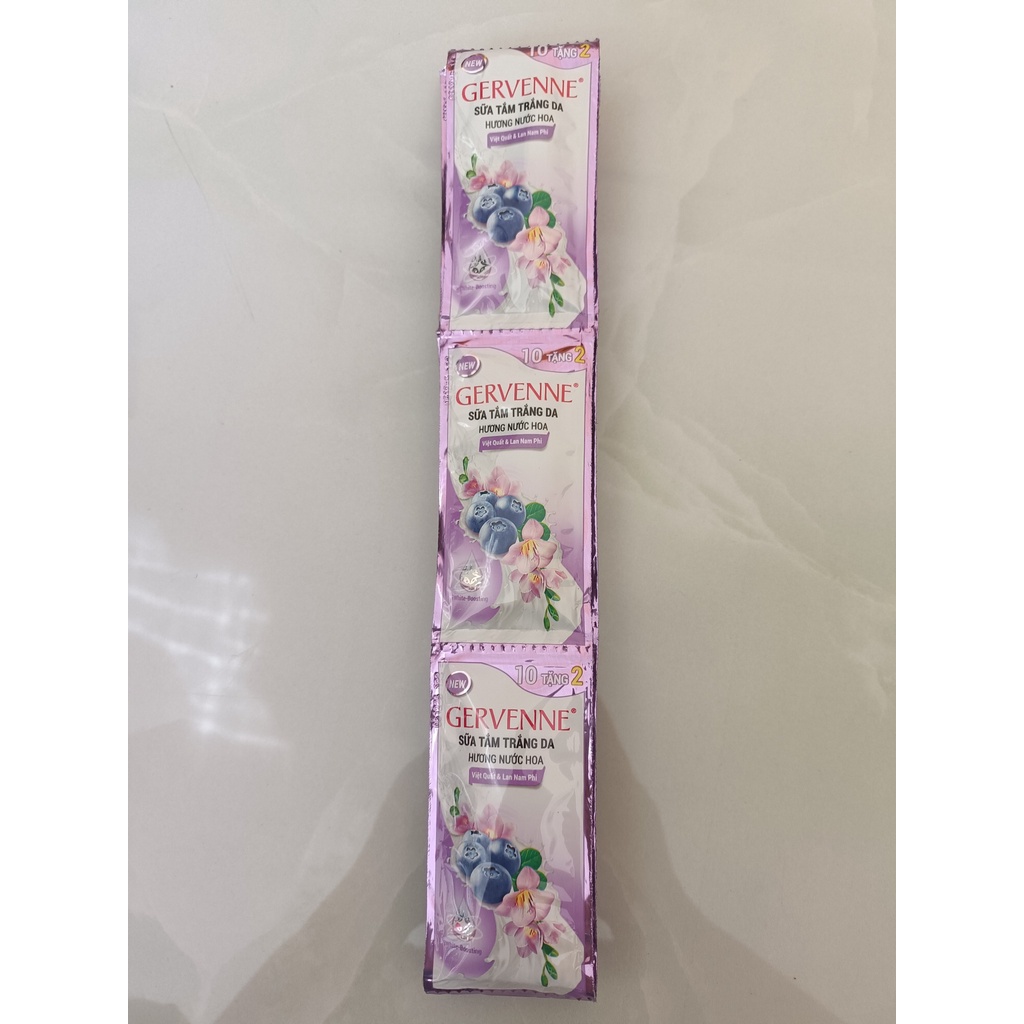 10 TẶNG 2
NEW
GERVENNE®
SỮA TẮM TRẮNG DA
HƯƠNG NƯỚC HOA
Việt Quất & Lan Nam Phi
10 TẶNG 2
NEW
GERVENNE®
SỮA TẮM TRẮNG DA
HƯƠNG NƯỚC HOA
Việt Quất & Lan Nam Phi
10 TẶNG 2
NEW
GERVENNE®
SỮA TẮM TRẮNG DA
HƯƠNG NƯỚC HOA
Việt Quất & Lan Nam Phi